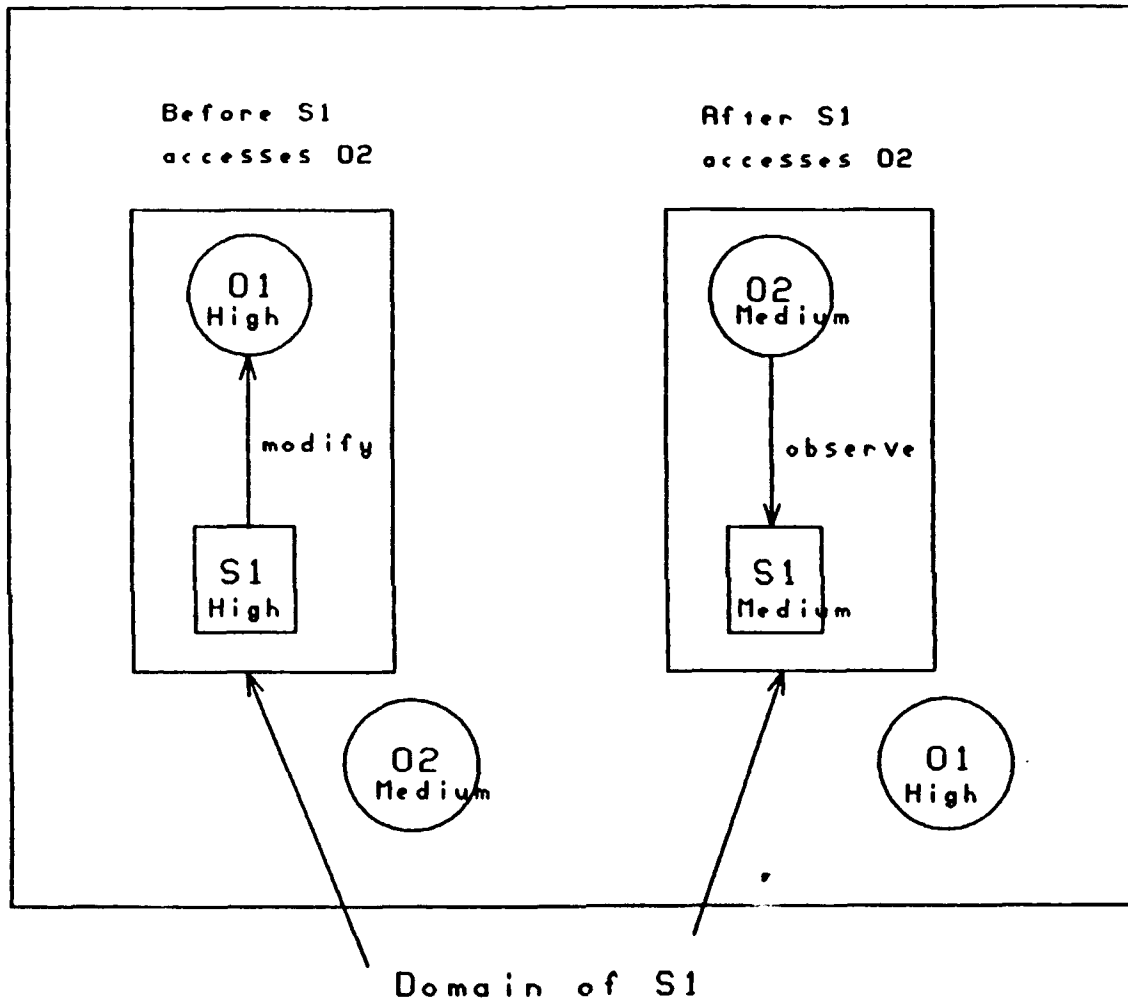 Before S1
accesses O2
After S1
accesses O2
O1
High
modify
S1
High
O2
Medium
O2
Medium
observe
S1
Medium
O1
High
Domain of S1